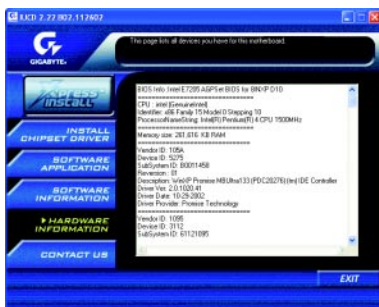 IUCD 2.22.B02.112602
GIGABYTE
This page lists all devices you have for this motherboard.
Xpress
INSTALL
INSTALL
CHIPSET DRIVER
SOFTWARE
APPLICATION
SOFTWARE
INFORMATION
HARDWARE
INFORMATION
CONTACT US
BIOS Info : Intel E7205 AGPSet BIOS for 8INXP D10
CPU : intel [GenuineIntel]
Identifier: x86 Family 15 Model 0 Stepping 10
ProcessorNameString: Intel(R) Pentium(R) 4 CPU 1500MHz
Memory size: 261,616 KB RAM
Vendor ID: 105A
Device ID: 5275
SubSystem ID: B0011458
Reversion : 01
Description: WinXP Promise MBUltra133 (PDC20276) (tm) IDE Controller
Driver Ver: 2.0.1020.41
Driver Date: 10-29-2002
Driver Provider: Promise Technology
Vendor ID: 1095
Device ID: 3112
SubSystem ID: 61121095
EXIT